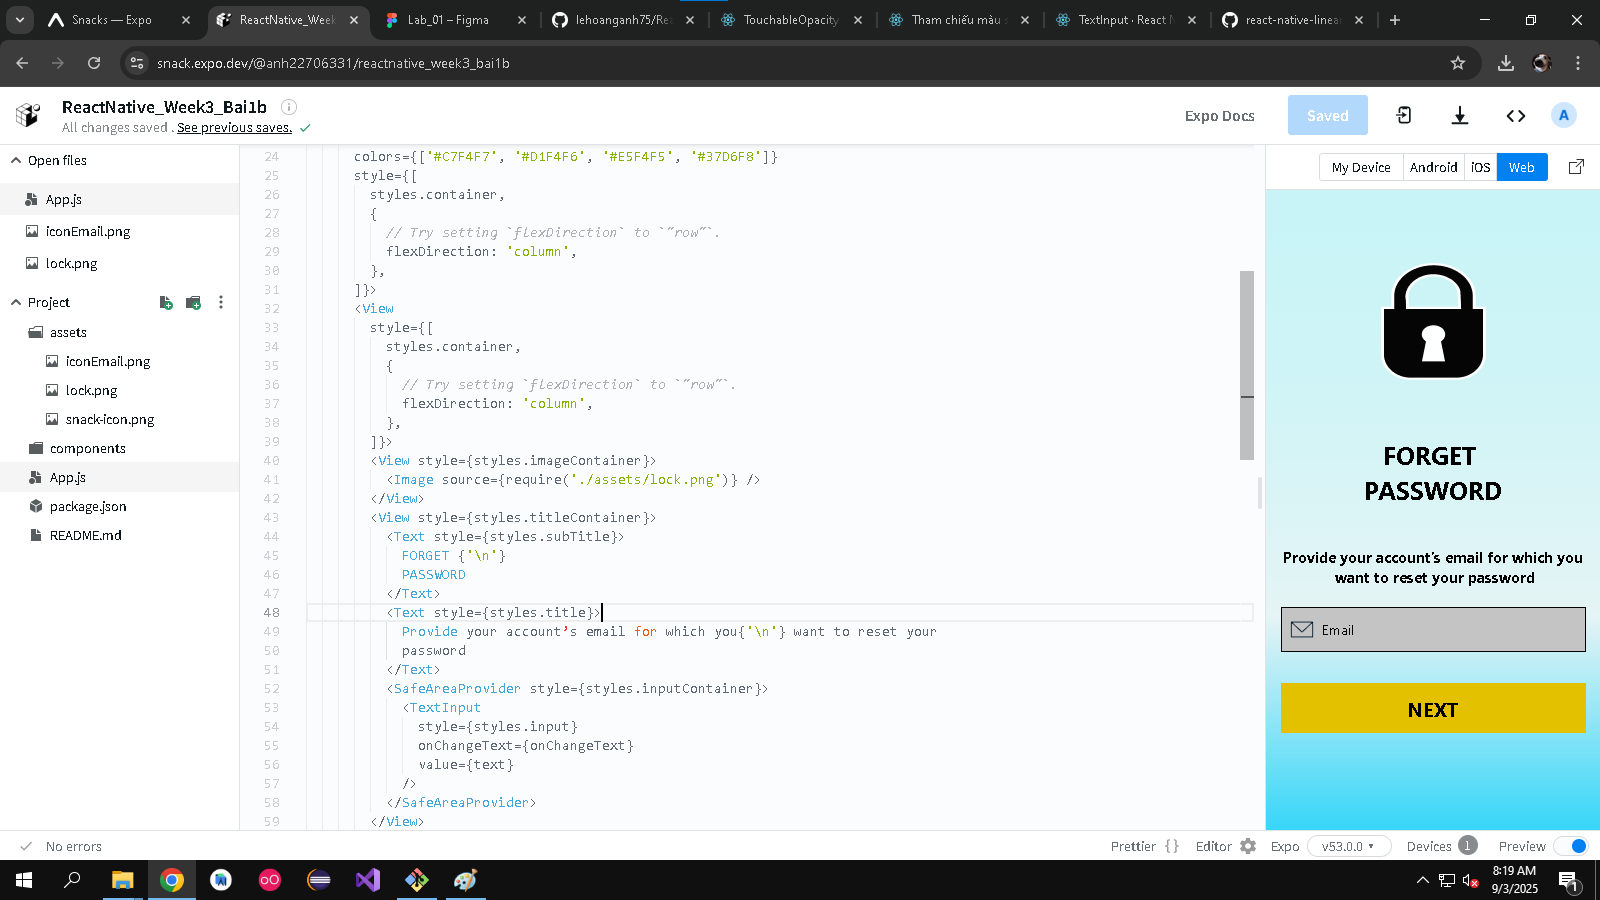 Snacks — Expo
ReactNative_Week
Lab_01 – Figma
lehoanganh75/Rea
TouchableOpacity
Tham chiếu màu s
TextInput · React N
react-native-linea
snack.expo.dev/@anh22706331/reactnative_week3_bai1b
ReactNative_Week3_Bai1b
All changes saved. See previous saves.
Expo Docs
Saved
A
Open files
App.js
iconEmail.png
lock.png
Project
assets
iconEmail.png
lock.png
snack-icon.png
components
App.js
package.json
README.md
24 colors={['#C7F4F7', '#D1F4F6', '#E5F4F5', '#37D6F8']}
25 style={[
26 styles.container,
27 {
28 // Try setting `flexDirection` to `"row"`.
29 flexDirection: 'column',
30 },
31 ]}>
32 <View
33 style={[
34 styles.container,
35 {
36 // Try setting `flexDirection` to `"row"`.
37 flexDirection: 'column',
38 },
39 ]}>
40 <View style={styles.imageContainer}>
41 <Image source={require('./assets/lock.png')} />
42 </View>
43 <View style={styles.titleContainer}>
44 <Text style={styles.subTitle}>
45 FORGET {'\n'}
46 PASSWORD
47 </Text>
48 <Text style={styles.title}>
49 Provide your account’s email for which you{'\n'} want to reset your
50 password
51 </Text>
52 <SafeAreaProvider style={styles.inputContainer}>
53 <TextInput
54 style={styles.input}
55 onChangeText={onChangeText}
56 value={text}
57 />
58 </SafeAreaProvider>
59 </View>
My Device
Android
iOS
Web
FORGET
PASSWORD
Provide your account’s email for which you
want to reset your password
Email
NEXT
No errors
Prettier {}
Editor
Expo
v53.0.0
Devices 1
Preview
8:19 AM
9/3/2025
1